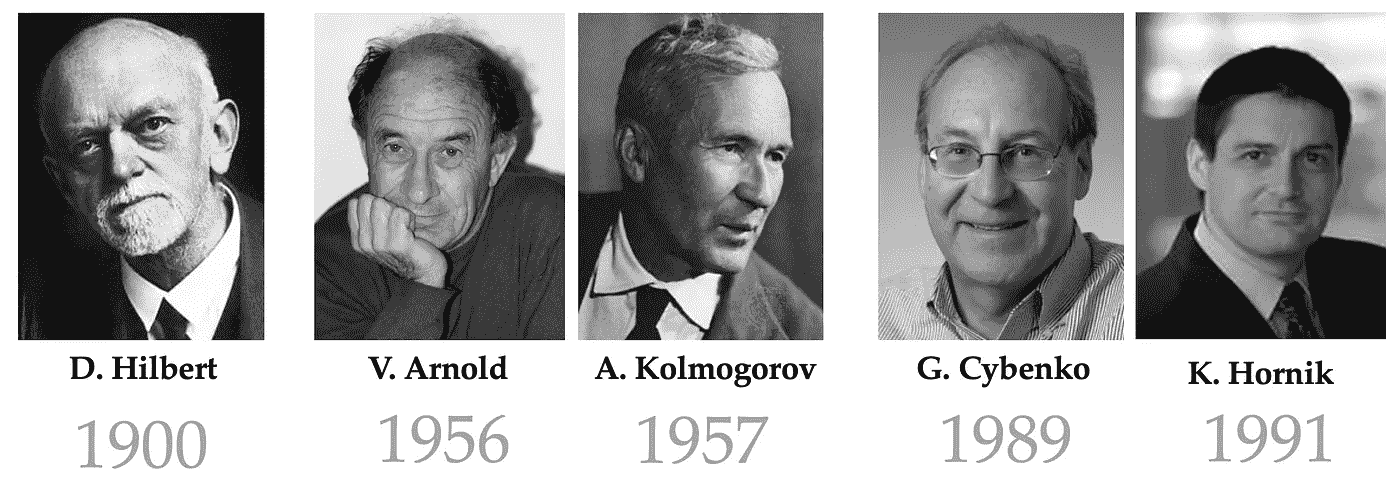 D. Hilbert
V. Arnold
A. Kolmogorov
G. Cybenko
K. Hornik
1900
1956
1957
1989
1991